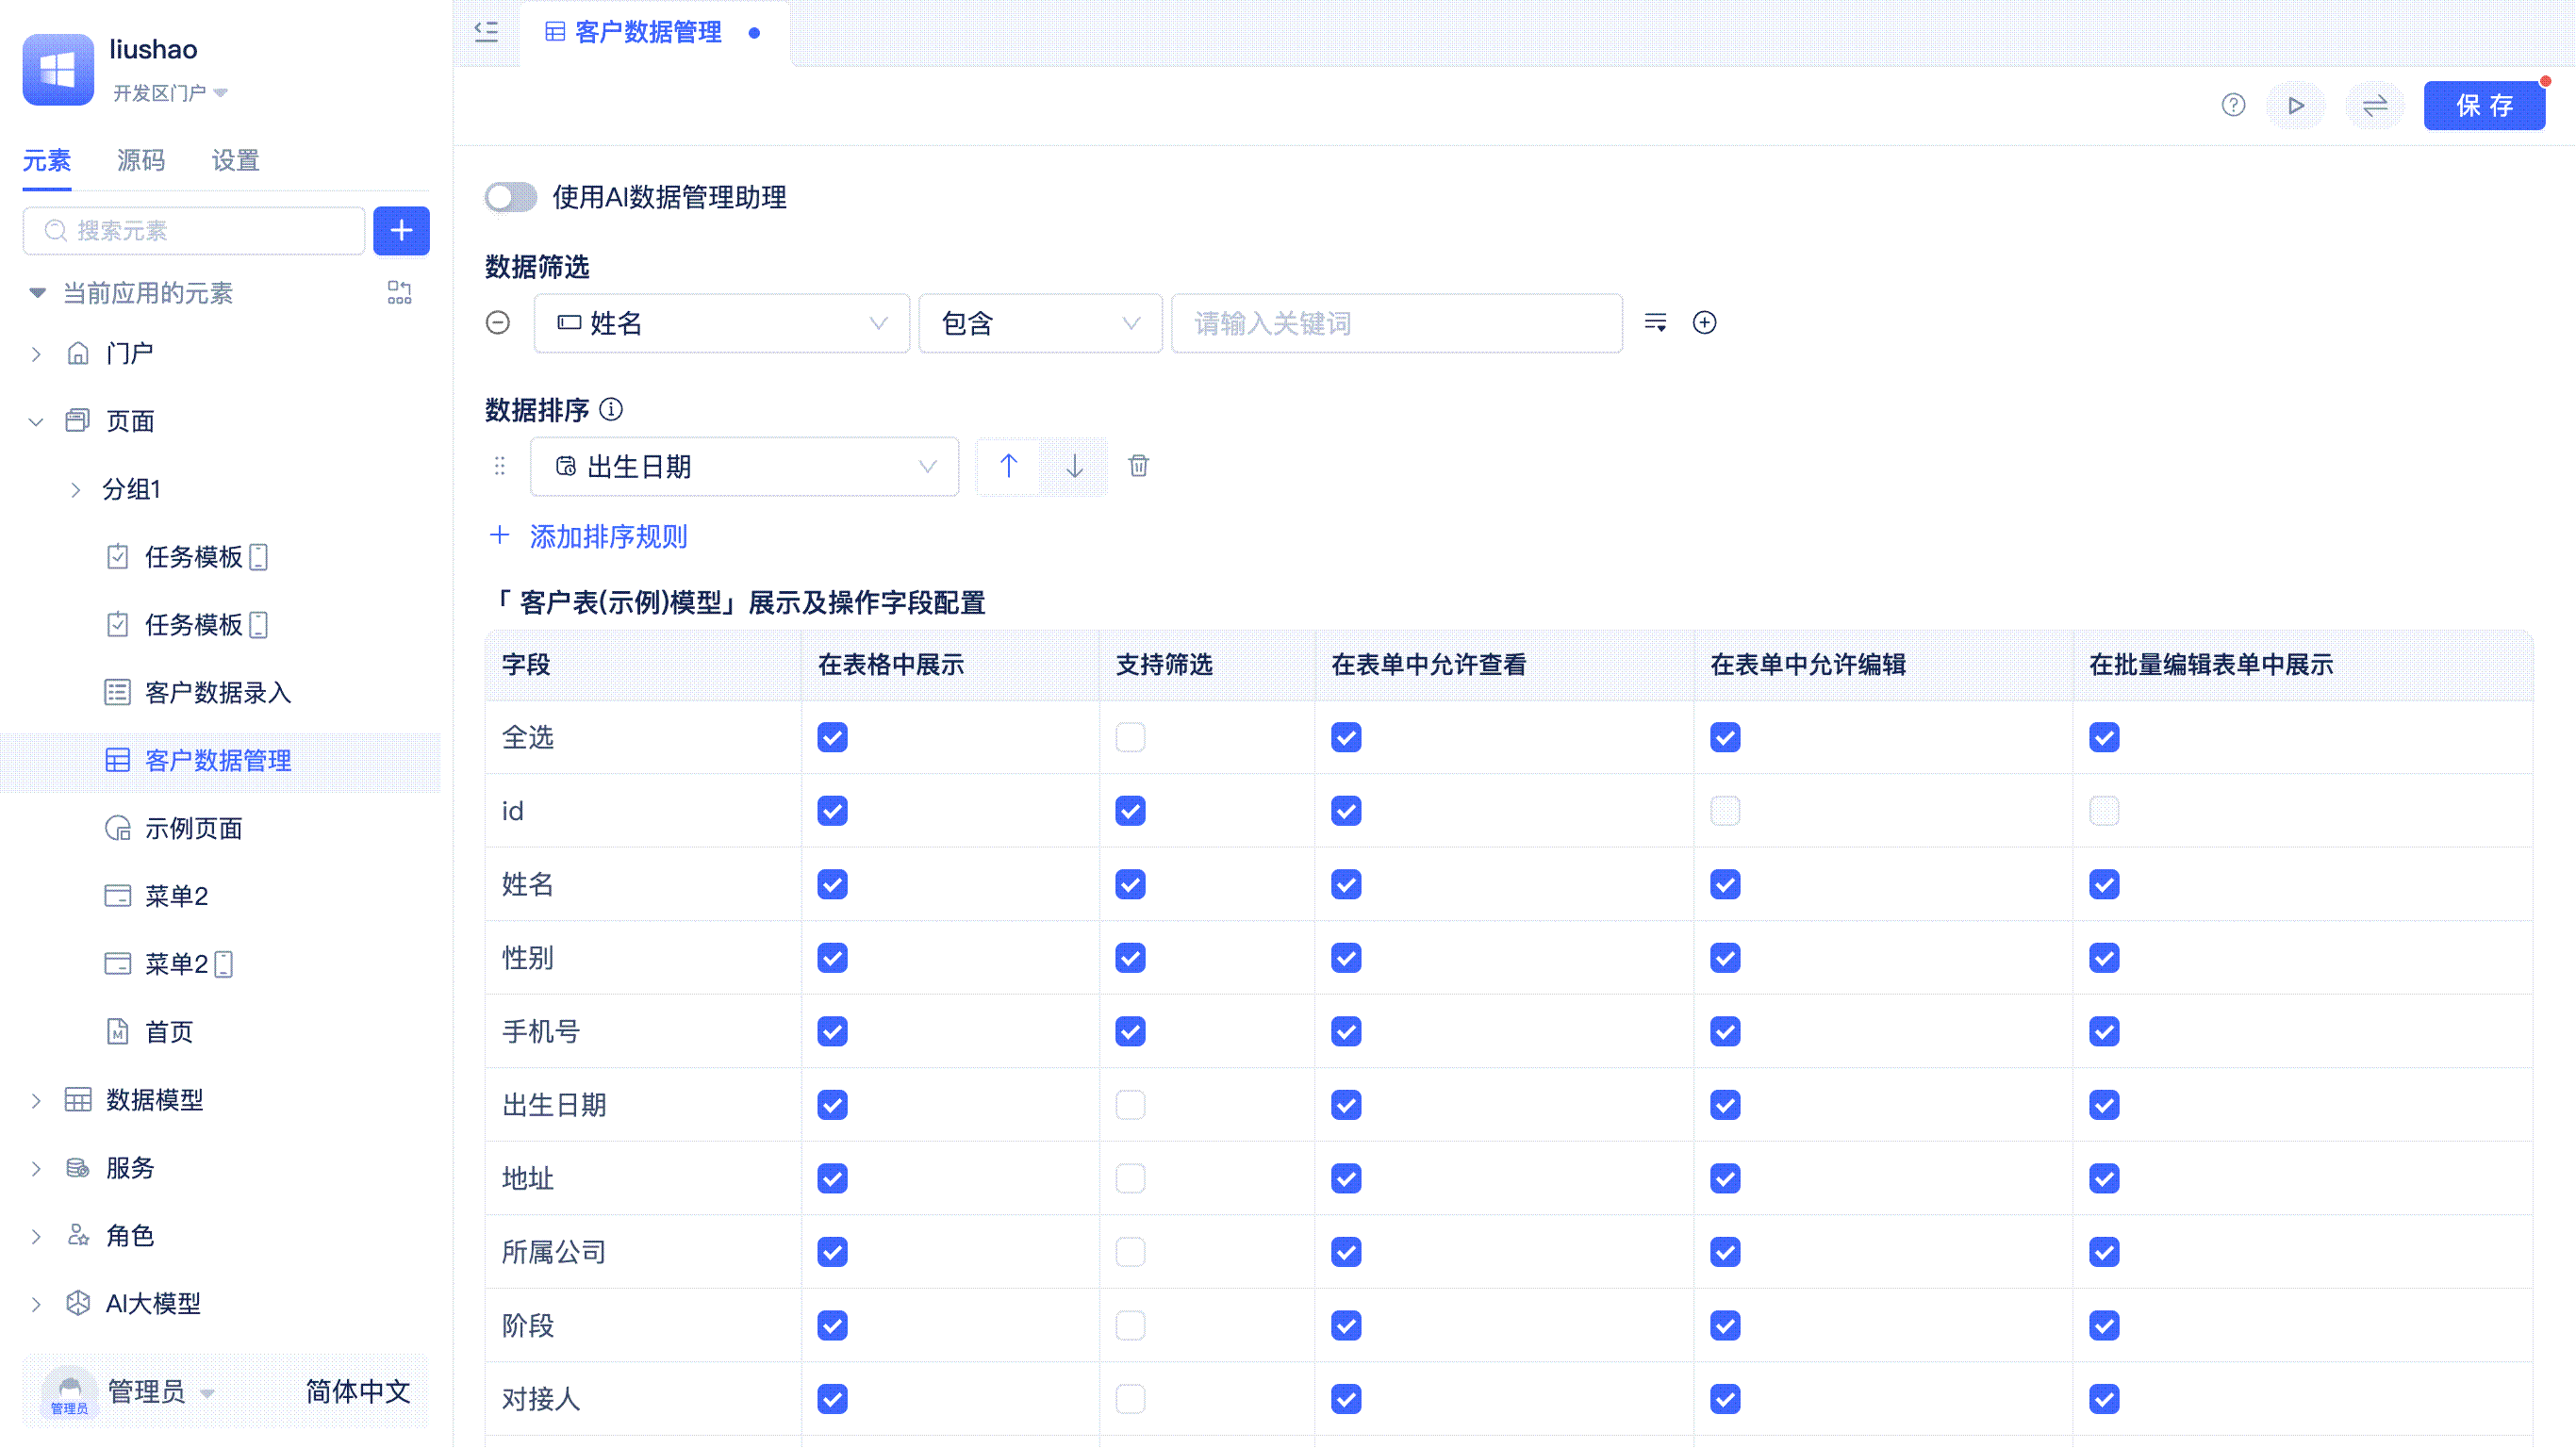 liushao
开发区门户
元素 源码 设置
搜索元素
当前应用的元素
门户
页面
分组1
任务模板
任务模板
客户数据录入
客户数据管理
示例页面
菜单2
菜单2
首页
数据模型
服务
角色
AI大模型
管理员
管理员 简体中文
客户数据管理
保 存
使用AI数据管理助理
数据筛选
姓名 包含 请输入关键词
数据排序
出生日期
添加排序规则
「 客户表(示例)模型」展示及操作字段配置
字段 在表格中展示 支持筛选 在表单中允许查看 在表单中允许编辑 在批量编辑表单中展示
全选
id
姓名
性别
手机号
出生日期
地址
所属公司
阶段
对接人